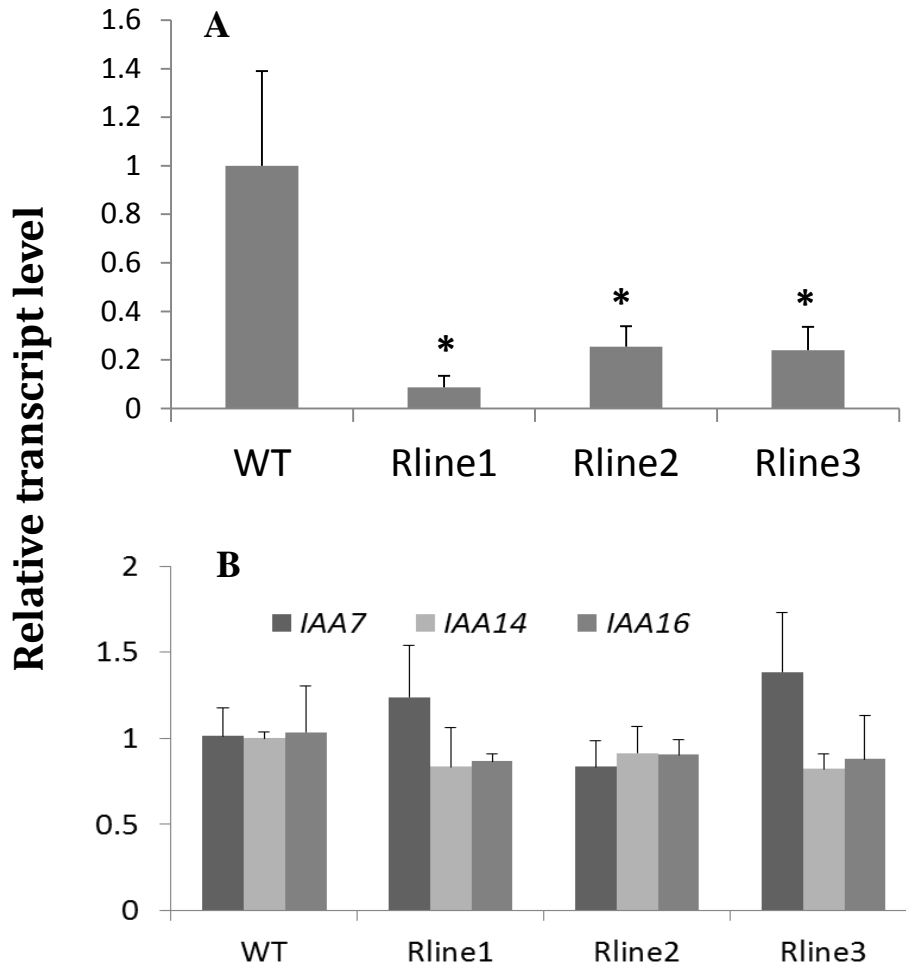 Relative transcript level
A
1.6
1.4
1.2
1
0.8
0.6
0.4
0.2
0
* * *
WT Rline1 Rline2 Rline3
B
2
1.5
1
0.5
0
IAA7 IAA14 IAA16
WT Rline1 Rline2 Rline3